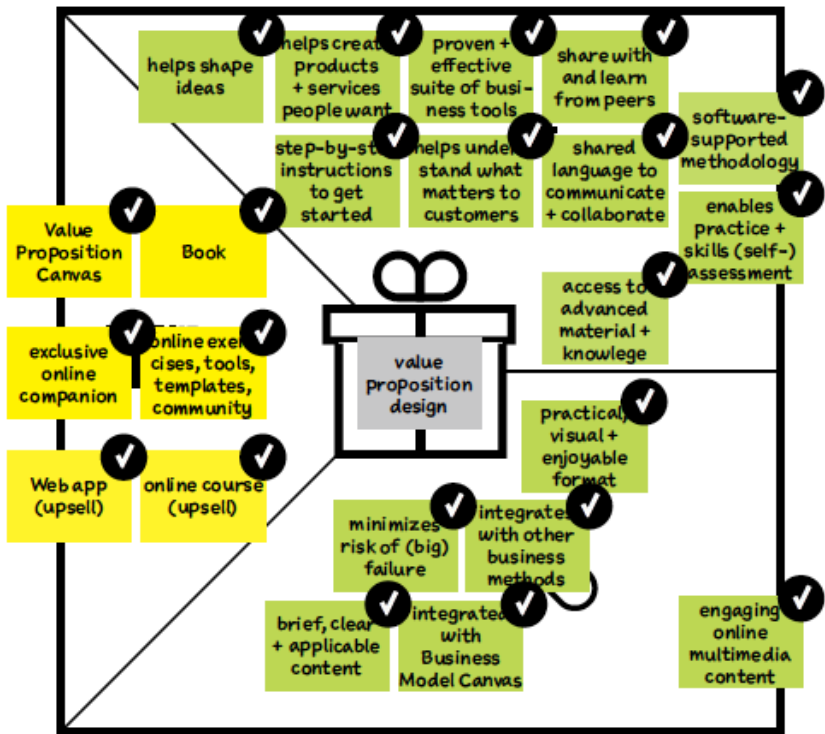 helps shape
ideas
helps create
products
+ services
people want
proven +
effective
suite of busi-
ness tools
share with
and learn
from peers
software-
supported
methodology
step-by-step
instructions
to get
started
helps under-
stand what
matters to
customers
shared
language to
communicate
+ collaborate
enables
practice +
skills (self-)
assessment
Value
Proposition
Canvas
Book
access to
advanced
material +
knowlege
exclusive
online
companion
online exer-
cises, tools,
templates,
community
value
proposition
design
practical,
visual +
enjoyable
format
Web app
(upsell)
online course
(upsell)
minimizes
risk of (big)
failure
integrates
with other
business
methods
brief, clear
+ applicable
content
integrated
with
Business
Model Canvas
engaging
online
multimedia
content